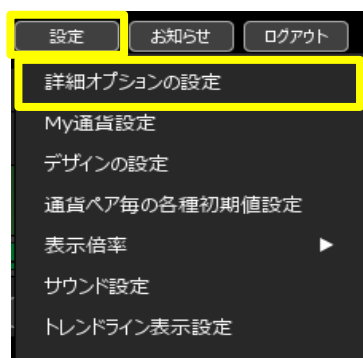 設定 お知らせ ログアウト
詳細オプションの設定
My通貨設定
デザインの設定
通貨ペア毎の各種初期値設定
表示倍率 ▶
サウンド設定
トレンドライン表示設定